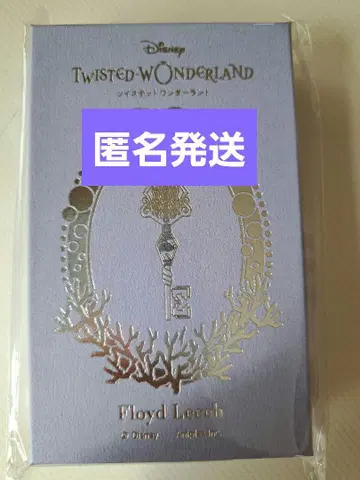 Disney
TWISTED-WONDERLAND
ツイステッドワンダーランド
匿名発送
Floyd Leech
© Disney